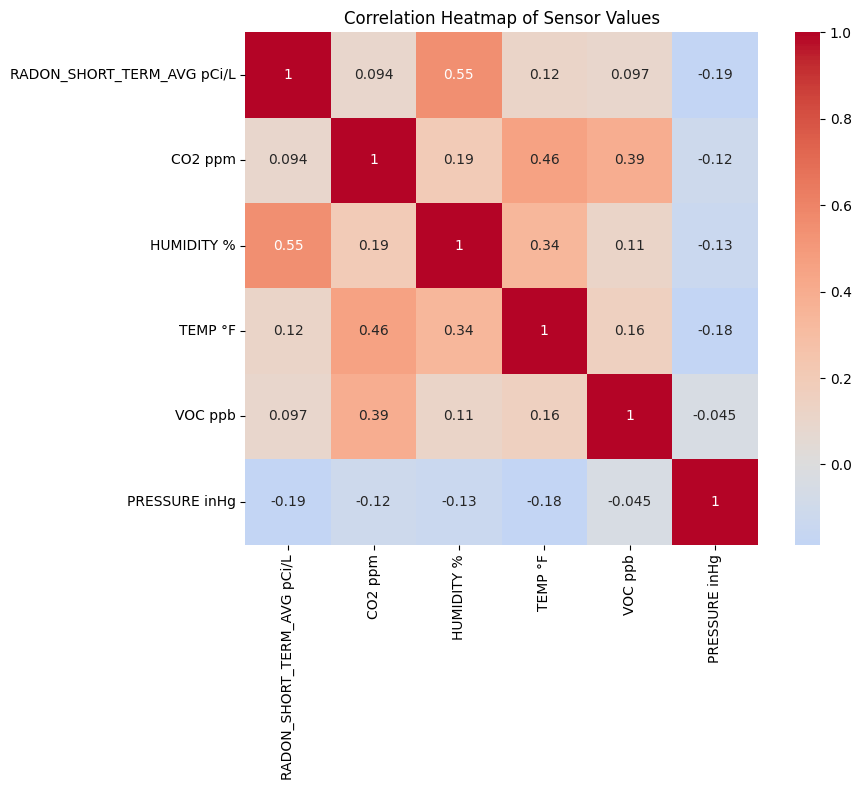 Correlation Heatmap of Sensor Values
RADON_SHORT_TERM_AVG pCi/L 1 0.094 0.55 0.12 0.097 -0.19
CO2 ppm 0.094 1 0.19 0.46 0.39 -0.12
HUMIDITY % 0.55 0.19 1 0.34 0.11 -0.13
TEMP °F 0.12 0.46 0.34 1 0.16 -0.18
VOC ppb 0.097 0.39 0.11 0.16 1 -0.045
PRESSURE inHg -0.19 -0.12 -0.13 -0.18 -0.045 1
RADON_SHORT_TERM_AVG pCi/L
CO2 ppm
HUMIDITY %
TEMP °F
VOC ppb
PRESSURE inHg
1.0
0.8
0.6
0.4
0.2
0.0